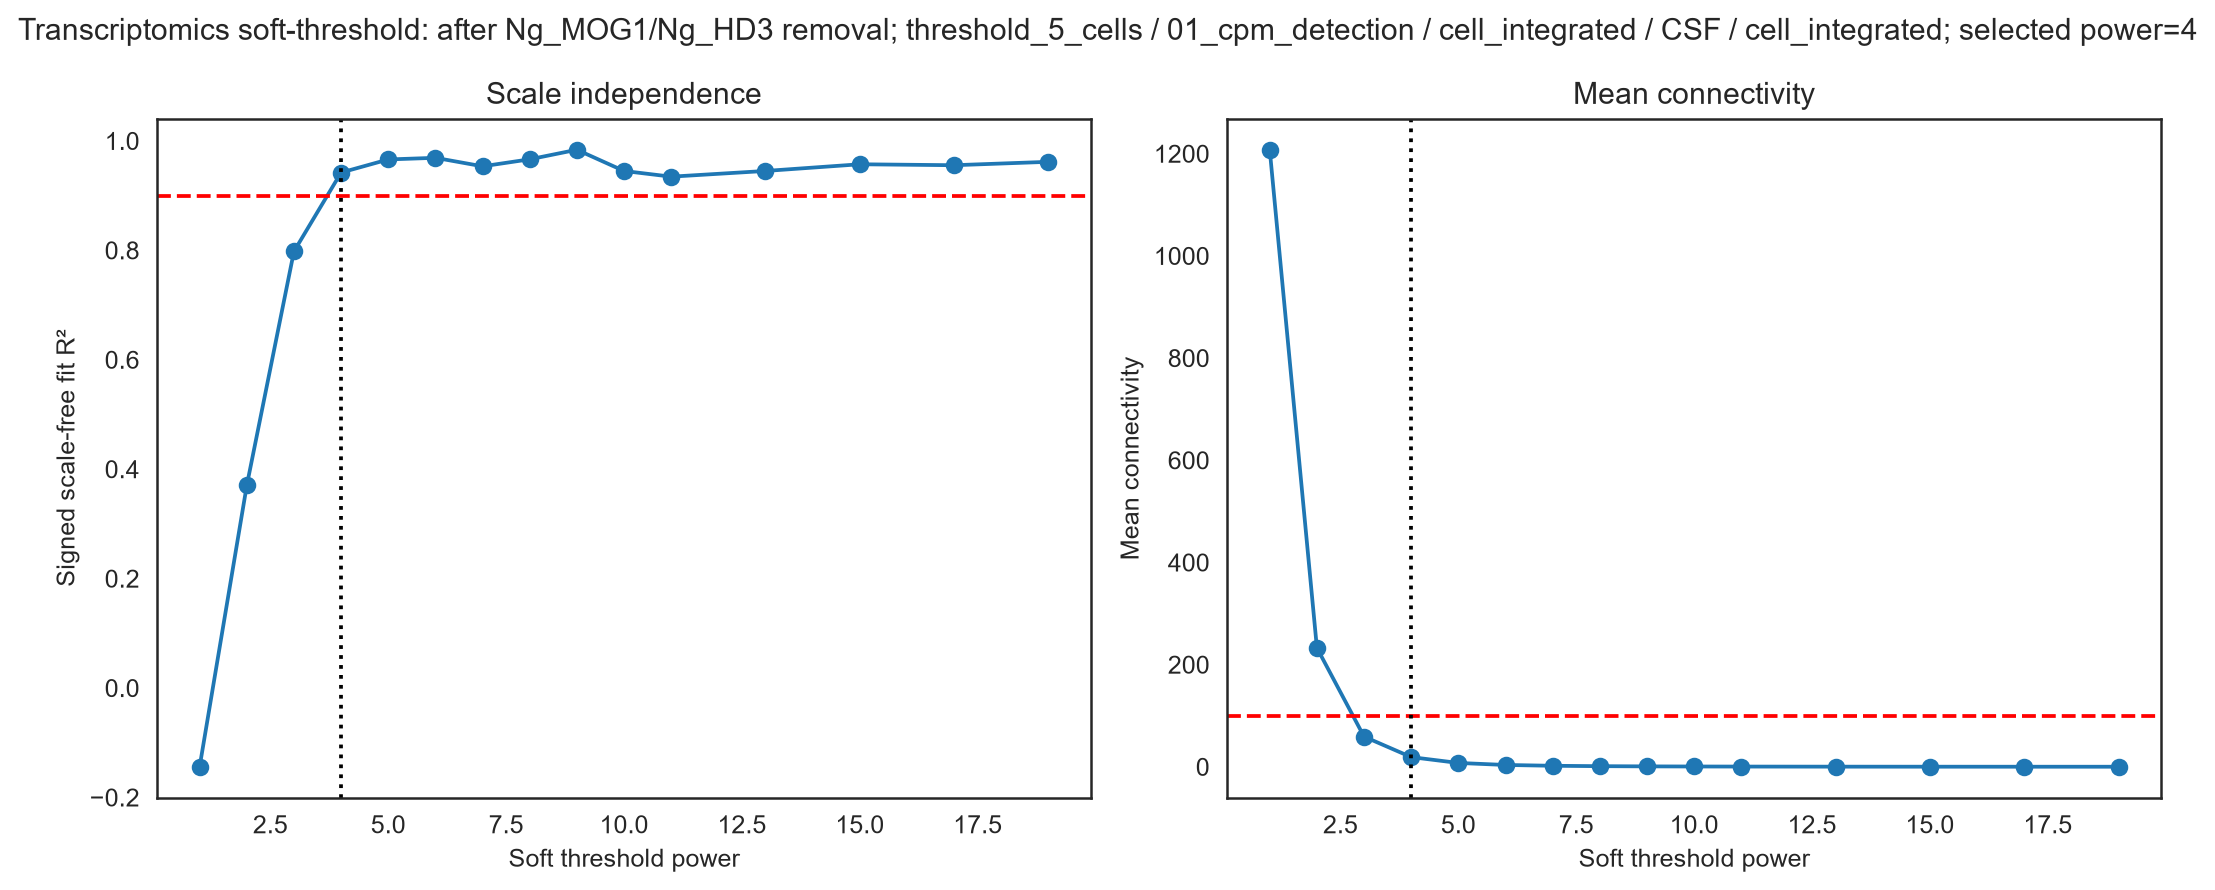 Transcriptomics soft-threshold: after Ng_MOG1/Ng_HD3 removal; threshold_5_cells / 01_cpm_detection / cell_integrated / CSF / cell_integrated; selected power=4
Scale independence
Signed scale-free fit R²
1.0
0.8
0.6
0.4
0.2
0.0
−0.2
2.5 5.0 7.5 10.0 12.5 15.0 17.5
Soft threshold power
Mean connectivity
Mean connectivity
1200
1000
800
600
400
200
0
2.5 5.0 7.5 10.0 12.5 15.0 17.5
Soft threshold power